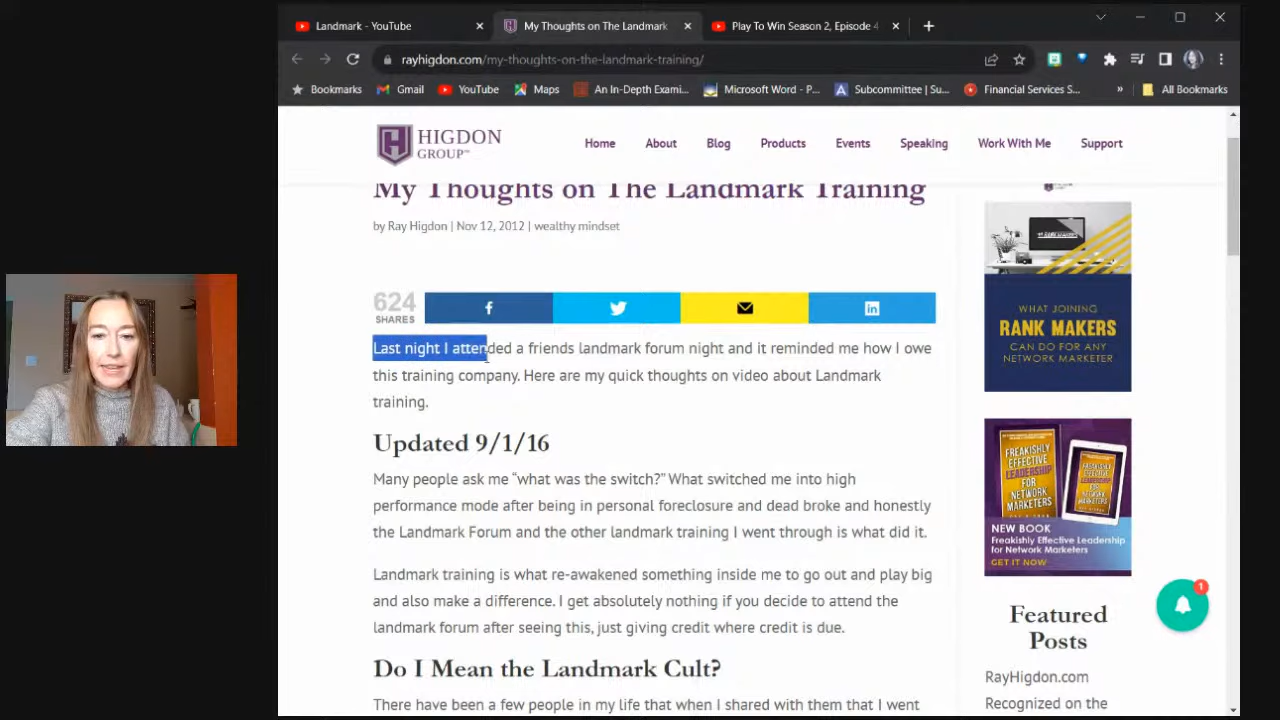 Landmark - YouTube
My Thoughts on The Landmark
Play To Win Season 2, Episode 4
rayhigdon.com/my-thoughts-on-the-landmark-training/
Bookmarks
Gmail
YouTube
Maps
An In-Depth Exami...
Microsoft Word - P...
Subcommittee | Su...
Financial Services S...
»
All Bookmarks
HIGDON
GROUP™
Home
About
Blog
Products
Events
Speaking
Work With Me
Support
My Thoughts on The Landmark Training
by Ray Higdon | Nov 12, 2012 | wealthy mindset
624
SHARES
Last night I attended a friends landmark forum night and it reminded me how I owe
this training company. Here are my quick thoughts on video about Landmark
training.
Updated 9/1/16
Many people ask me “what was the switch?” What switched me into high
performance mode after being in personal foreclosure and dead broke and honestly
the Landmark Forum and the other landmark training I went through is what did it.
Landmark training is what re-awakened something inside me to go out and play big
and also make a difference. I get absolutely nothing if you decide to attend the
landmark forum after seeing this, just giving credit where credit is due.
Do I Mean the Landmark Cult?
There have been a few people in my life that when I shared with them that I went
WHAT JOINING
RANK MAKERS
CAN DO FOR ANY
NETWORK MARKETER
FREAKISHLY
EFFECTIVE
LEADERSHIP
FOR
NETWORK
MARKETERS
NEW BOOK
Freakishly Effective Leadership
for Network Marketers
GET IT NOW
1
Featured
Posts
RayHigdon.com
Recognized on the